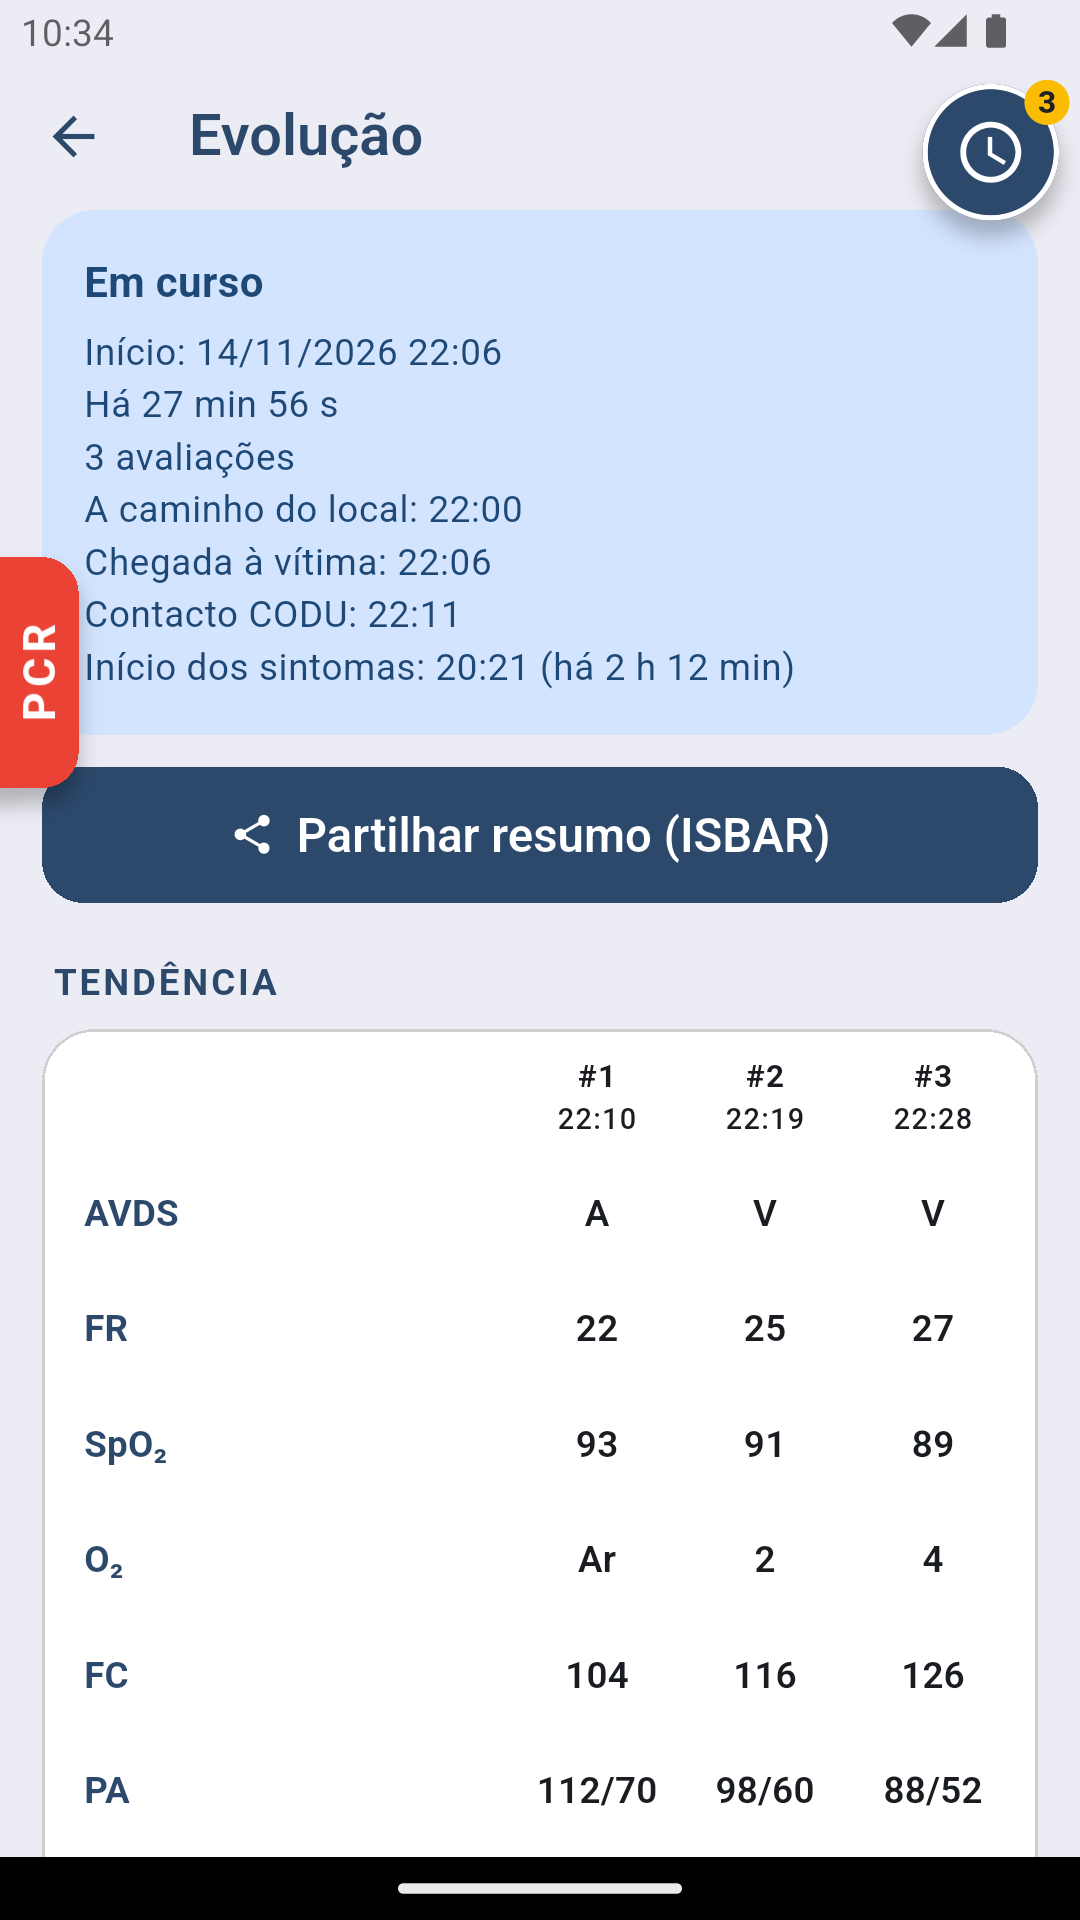 10:34
Evolução
3
Em curso
Início: 14/11/2026 22:06
Há 27 min 56 s
3 avaliações
A caminho do local: 22:00
Chegada à vítima: 22:06
Contacto CODU: 22:11
Início dos sintomas: 20:21 (há 2 h 12 min)
PCR
Partilhar resumo (ISBAR)
TENDÊNCIA
#1 #2 #3
22:10 22:19 22:28
AVDS A V V
FR 22 25 27
SpO₂ 93 91 89
O₂ Ar 2 4
FC 104 116 126
PA 112/70 98/60 88/52